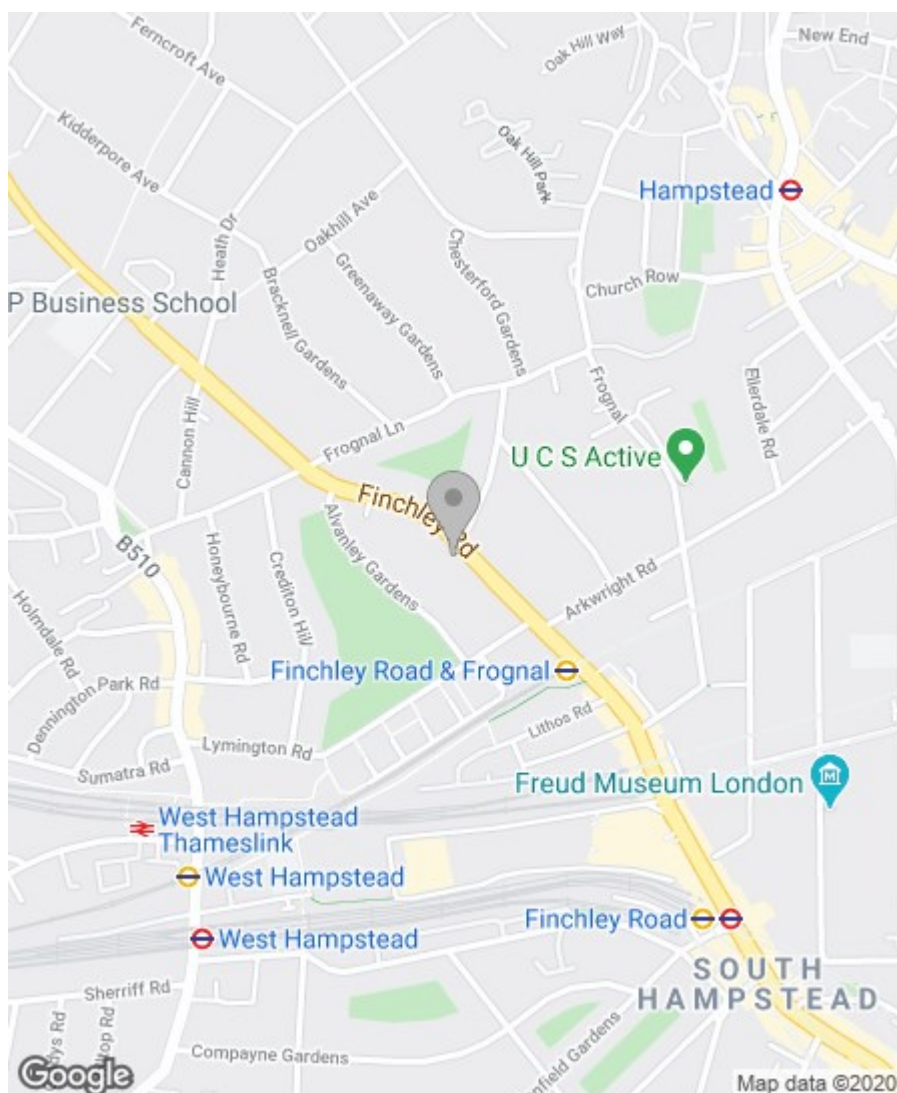 Ferncroft Ave
Oak Hill Way
New End
Kidderpore Ave
Oak Hill Park
Hampstead
Oakhill Ave
Heath Dr
Chesterford Gardens
Greenaway Gardens
Bracknell Gardens
Church Row
P Business School
Frognal
Ellerdale Rd
Cannon Hill
Frognal Ln
U C S Active
Finchley Rd
Alvanley Gardens
B510
Honeybourne Rd
Crediton Hill
Arkwright Rd
Holmdale Rd
Finchley Road & Frognal
Dennington Park Rd
Lithos Rd
Lymington Rd
Sumatra Rd
Freud Museum London
West Hampstead
Thameslink
West Hampstead
Finchley Road
West Hampstead
SOUTH
HAMPSTEAD
Sherriff Rd
dys Rd
Compayne Gardens
nfield Gardens
Google
Map data ©2020